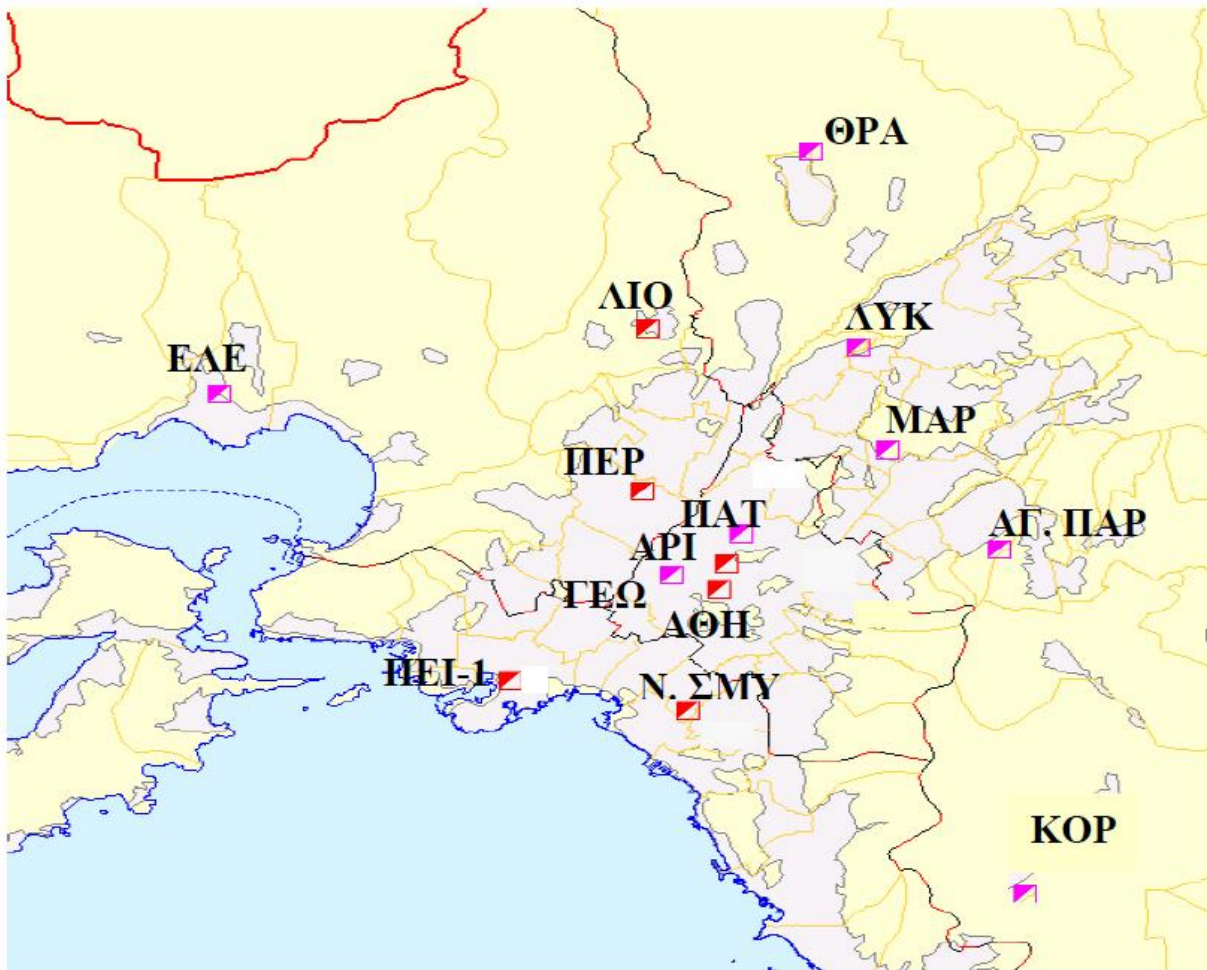 ΘΡΑ
ΛΙΟ
ΛΥΚ
ΕΛΕ
ΜΑΡ
ΠΕΡ
ΠΑΤ
ΑΓ. ΠΑΡ
ΑΡΙ
ΓΕΩ
ΑΘΗ
ΠΕΙ-1
Ν. ΣΜΥ
ΚΟΡ